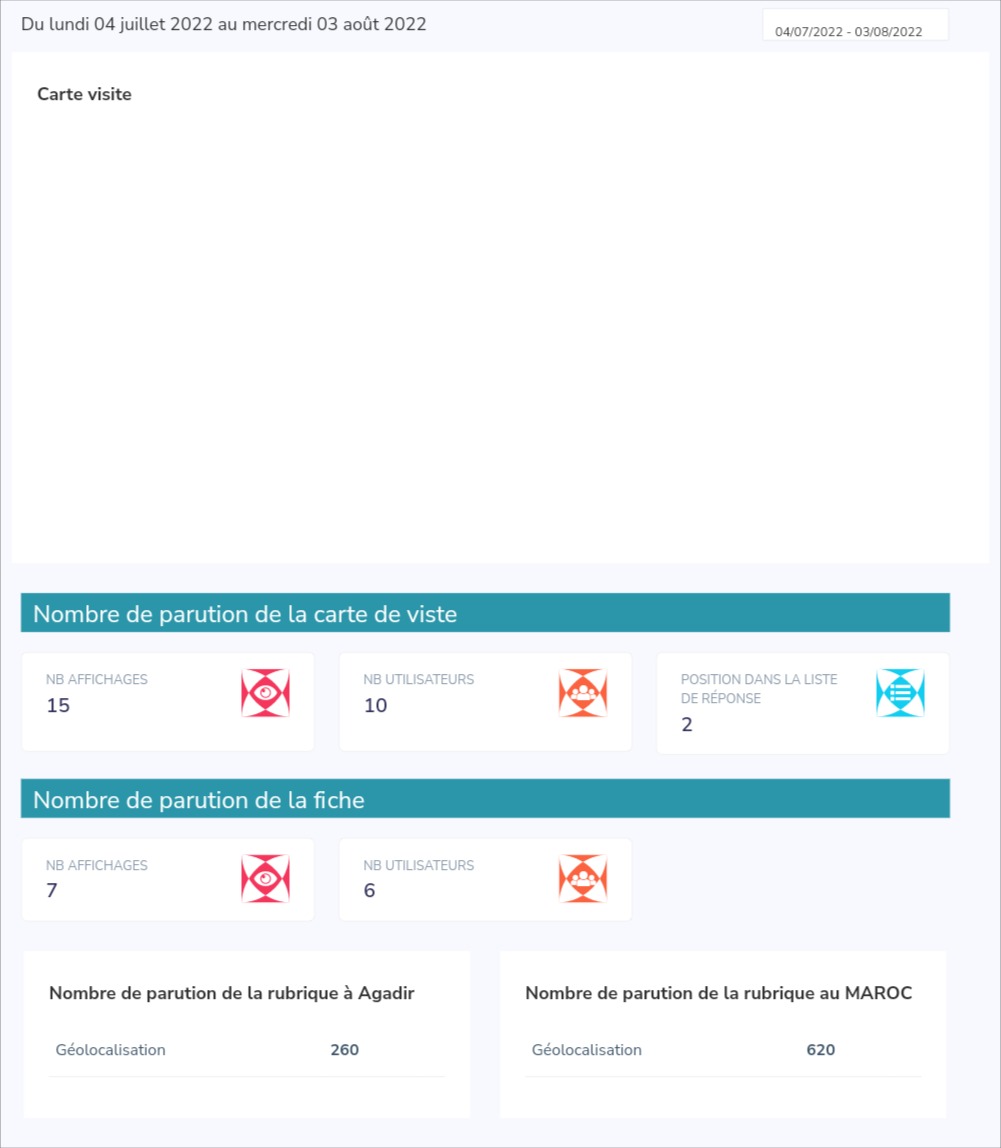 Du lundi 04 juillet 2022 au mercredi 03 août 2022
04/07/2022 - 03/08/2022
Carte visite
Nombre de parution de la carte de viste
NB AFFICHAGES
15
NB UTILISATEURS
10
POSITION DANS LA LISTE
DE RÉPONSE
2
Nombre de parution de la fiche
NB AFFICHAGES
7
NB UTILISATEURS
6
Nombre de parution de la rubrique à Agadir
Géolocalisation 260
Nombre de parution de la rubrique au MAROC
Géolocalisation 620